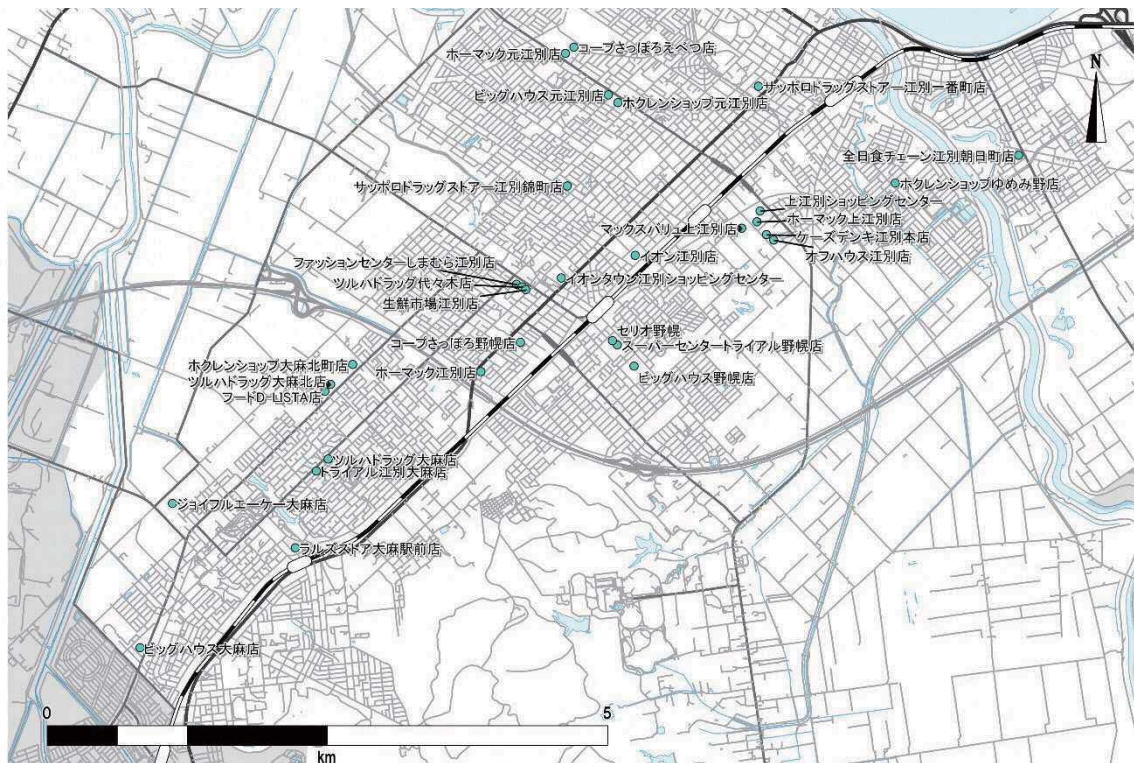 コープさっぽろえべつ店
ホーマック元江別店
N
ビッグハウス元江別店
ホクレンショップ元江別店
サッポロドラッグストアー江別一番町店
全日食チェーン江別朝日町店
サッポロドラッグストアー江別錦町店
ホクレンショップゆめみ野店
上江別ショッピングセンター
ホーマック上江別店
マックスバリュ上江別店
ケーズデンキ江別本店
オフハウス江別店
イオン江別店
ファッションセンターしまむら江別店
ツルハドラッグ代々木店
イオンタウン江別ショッピングセンター
生鮮市場江別店
セリオ野幌
コープさっぽろ野幌店
スーパーセンタートライアル野幌店
ホクレンショップ大麻北町店
ホーマック江別店
ビッグハウス野幌店
ツルハドラッグ大麻北店
フードD-LISTA店
ツルハドラッグ大麻店
トライアル江別大麻店
ジョイフルエーケー大麻店
ラルズストア大麻駅前店
ビッグハウス大麻店
0 5
km